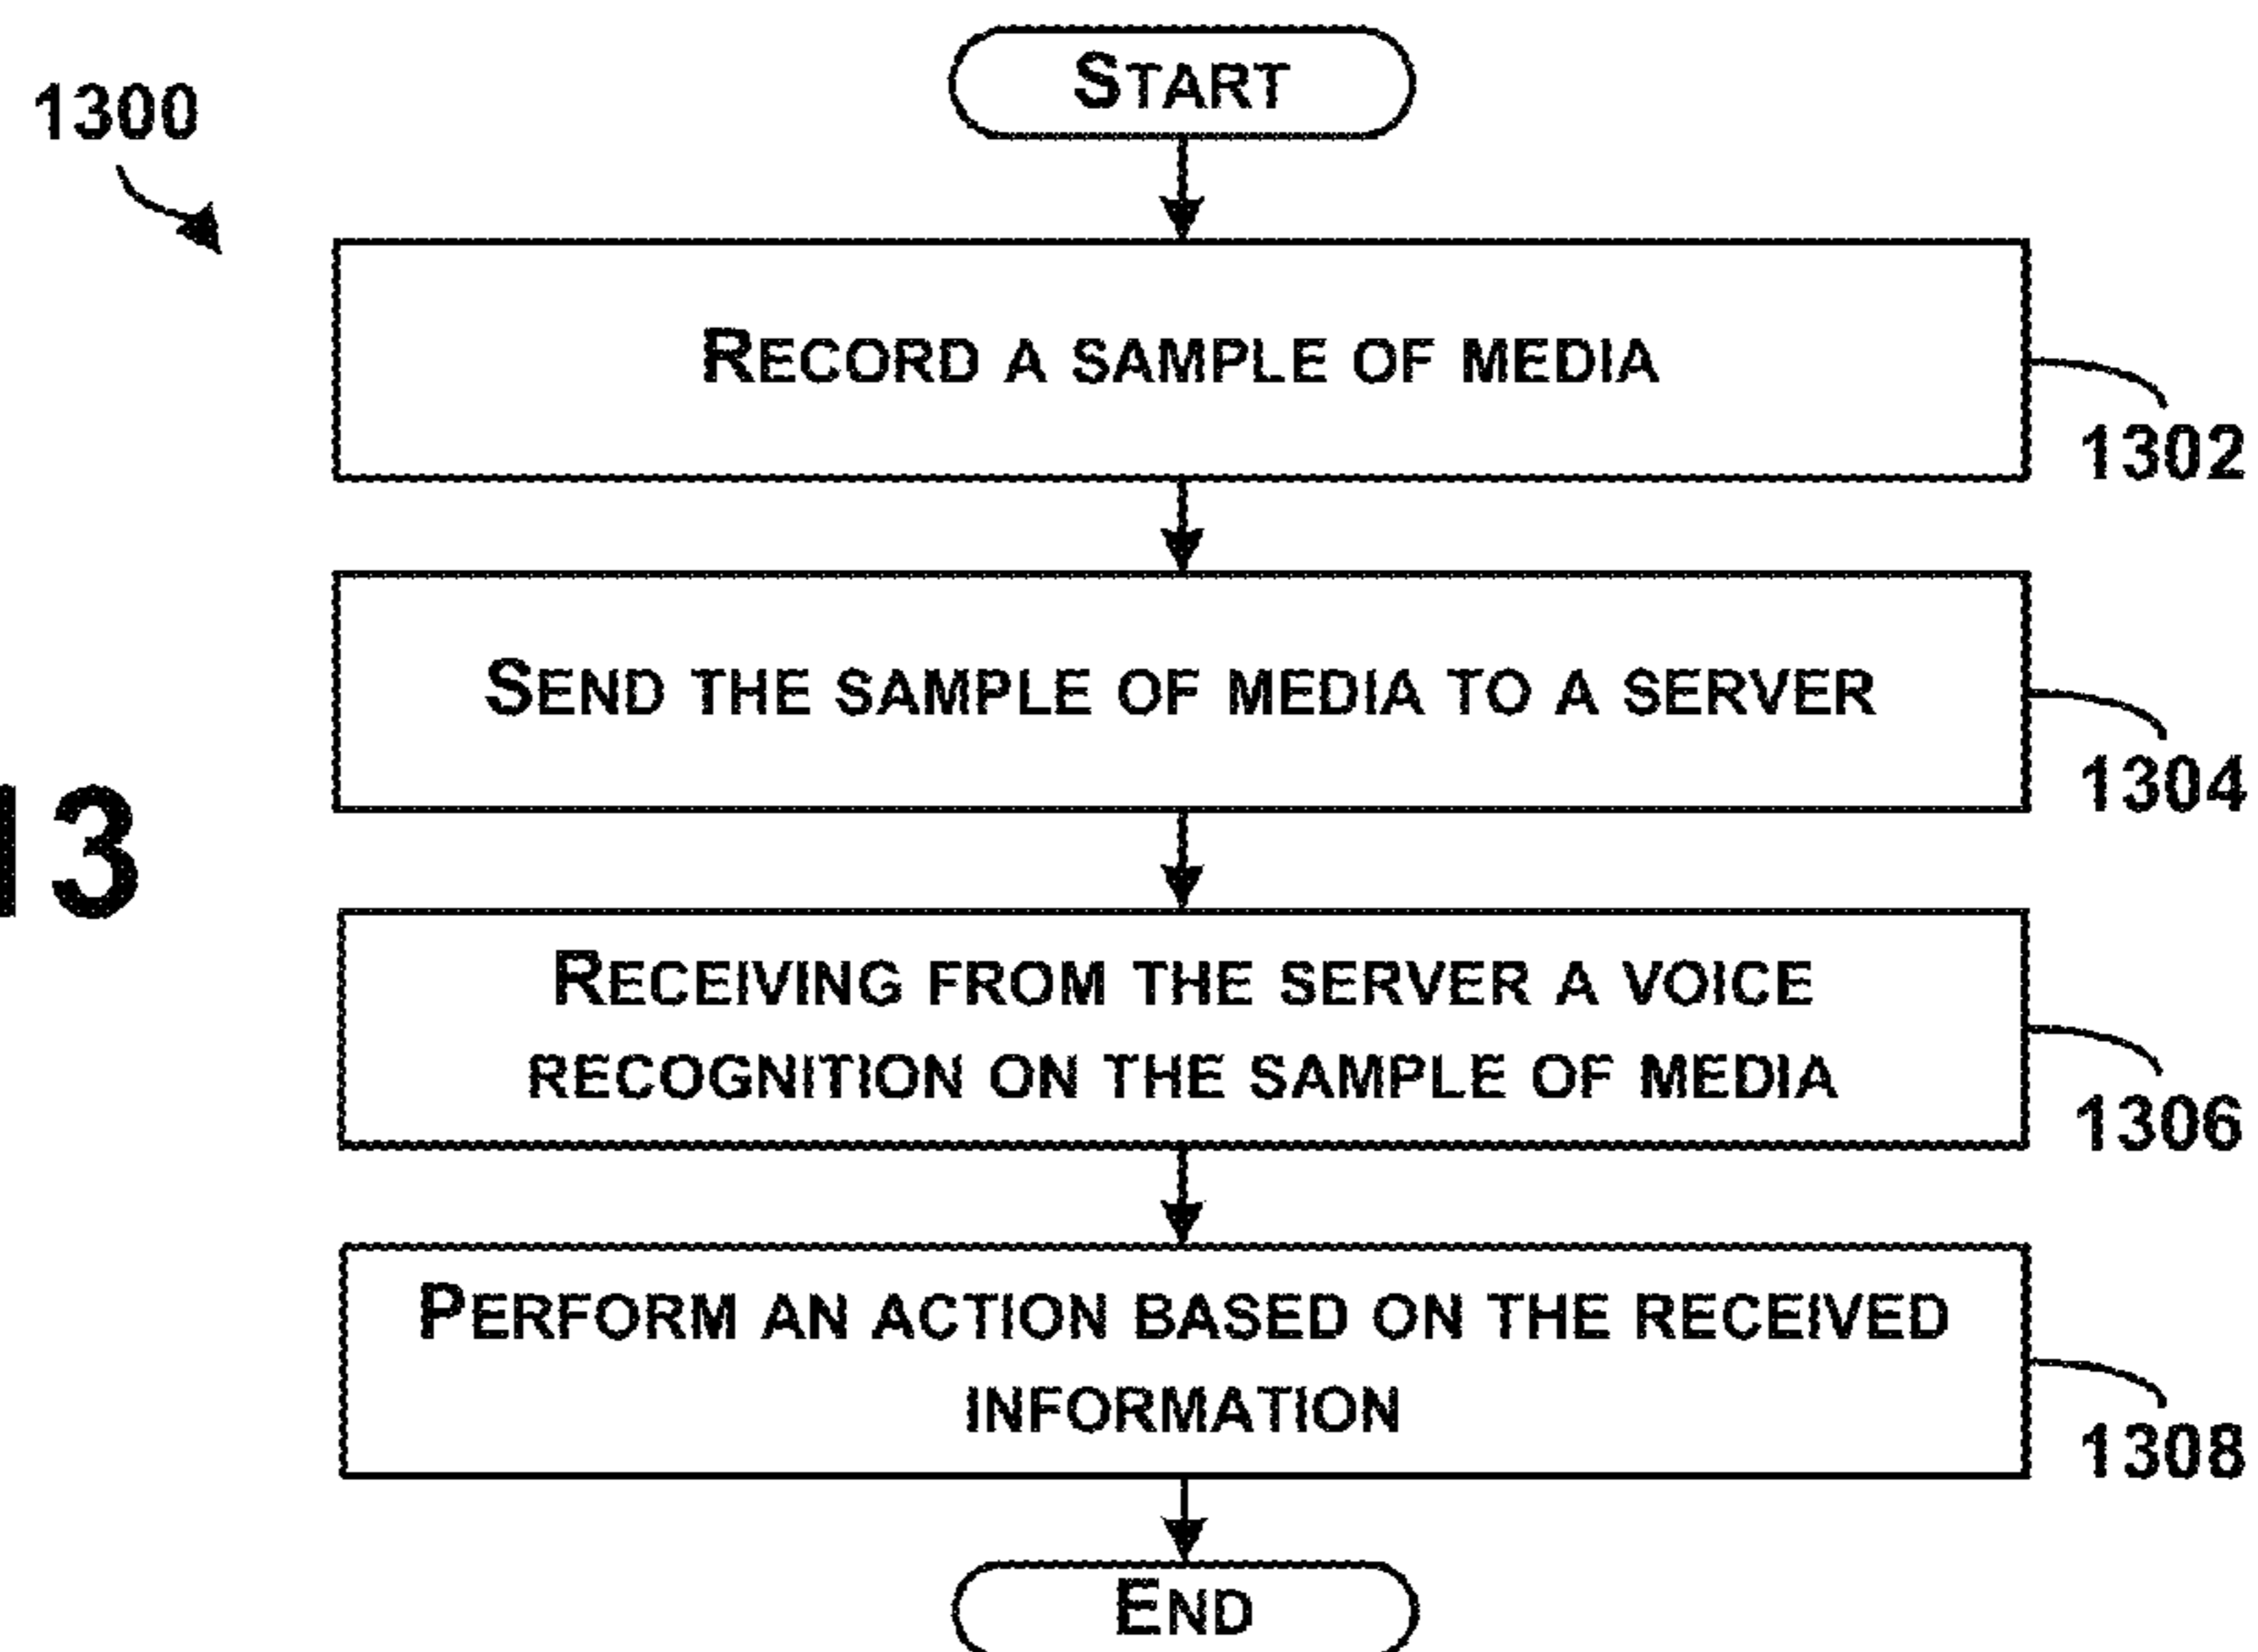 START
1300
RECORD A SAMPLE OF MEDIA
1302
SEND THE SAMPLE OF MEDIA TO A SERVER
1304
13
RECEIVING FROM THE SERVER A VOICE
RECOGNITION ON THE SAMPLE OF MEDIA
1306
PERFORM AN ACTION BASED ON THE RECEIVED
INFORMATION
1308
END